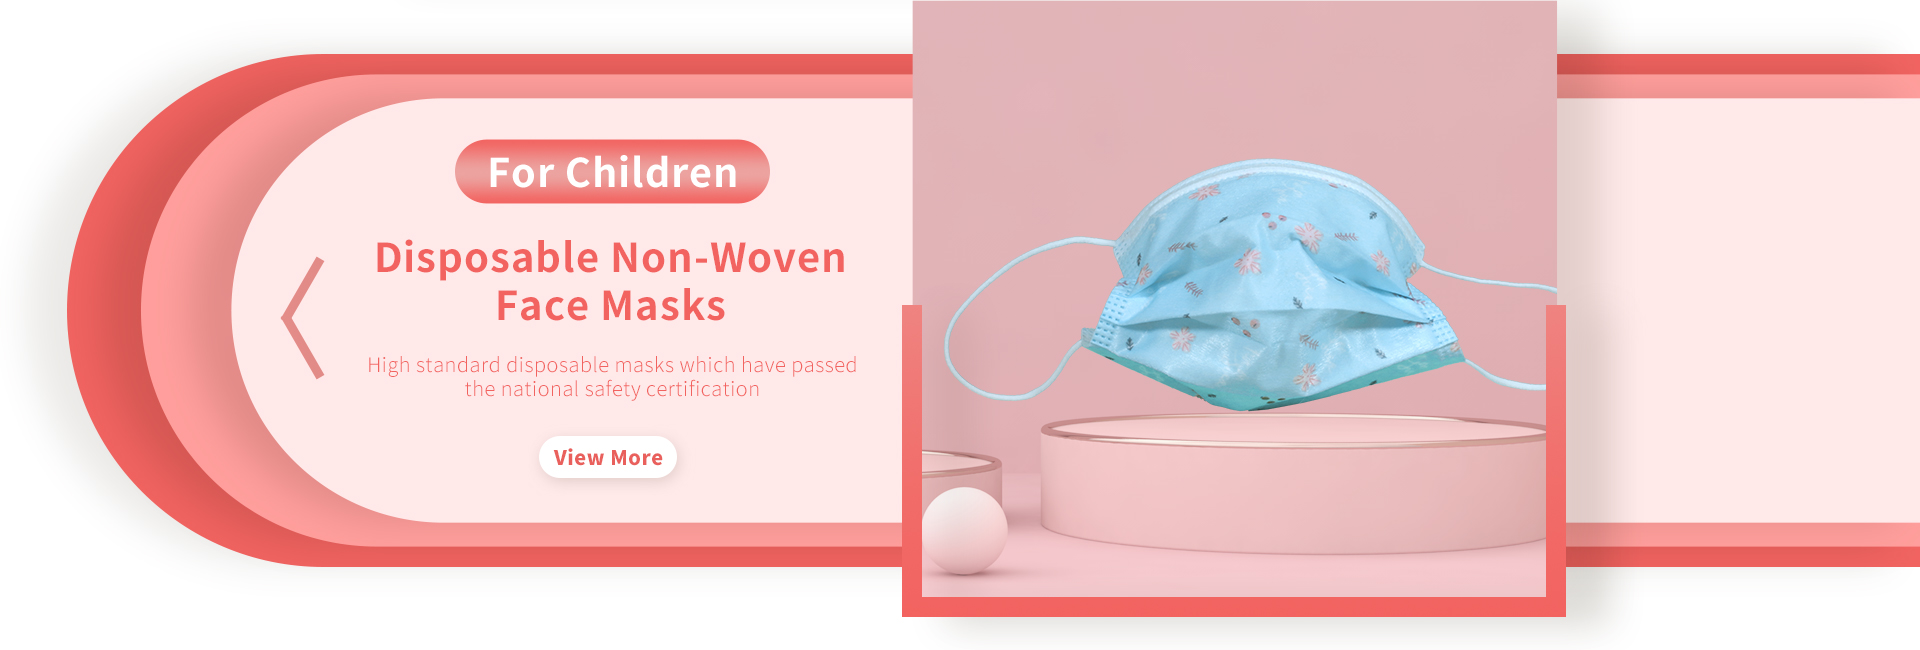 For Children
Disposable Non-Woven
Face Masks
High standard disposable masks which have passed
the national safety certification
View More